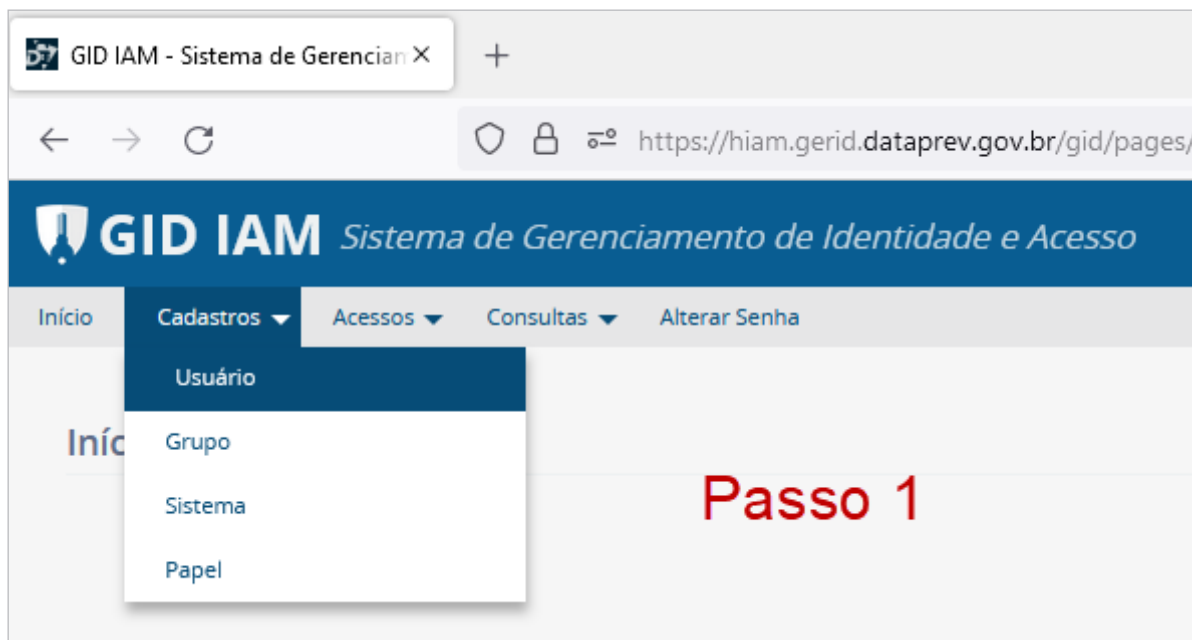 GID IAM - Sistema de Gerencian
https://hiam.gerid.dataprev.gov.br/gid/pages/
GID IAM Sistema de Gerenciamento de Identidade e Acesso
Início Cadastros Acessos Consultas Alterar Senha
Usuário
Iníc Grupo
Sistema
Passo 1
Papel